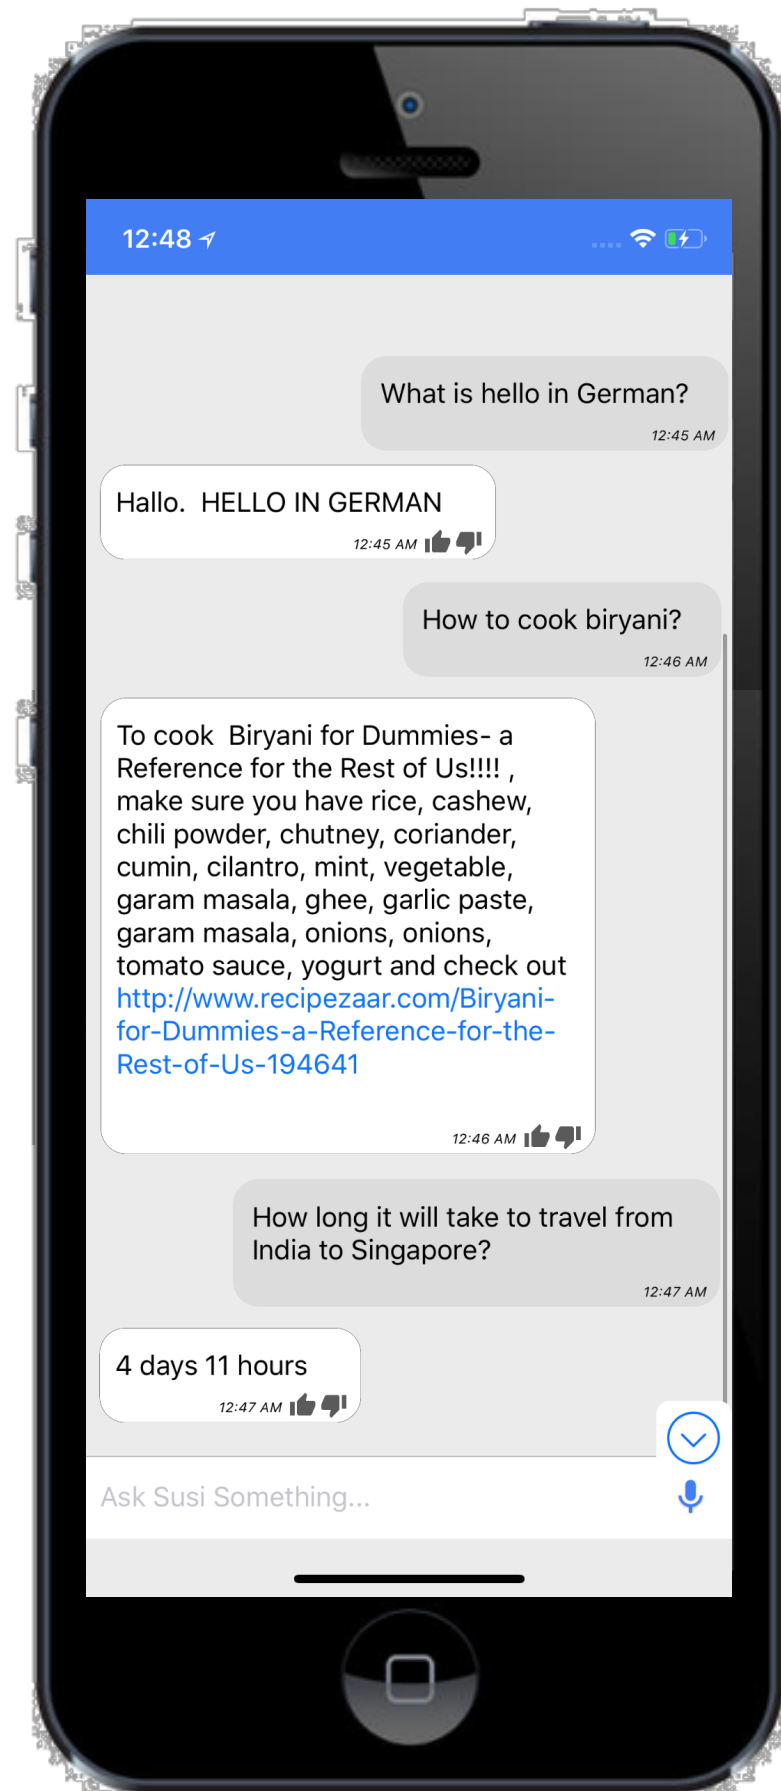 12:48
What is hello in German?
12:45 AM
Hallo.  HELLO IN GERMAN
12:45 AM
How to cook biryani?
12:46 AM
To cook  Biryani for Dummies- a
Reference for the Rest of Us!!!! ,
make sure you have rice, cashew,
chili powder, chutney, coriander,
cumin, cilantro, mint, vegetable,
garam masala, ghee, garlic paste,
garam masala, onions, onions,
tomato sauce, yogurt and check out
http://www.recipezaar.com/Biryani-
for-Dummies-a-Reference-for-the-
Rest-of-Us-194641
12:46 AM
How long it will take to travel from
India to Singapore?
12:47 AM
4 days 11 hours
12:47 AM
Ask Susi Something...